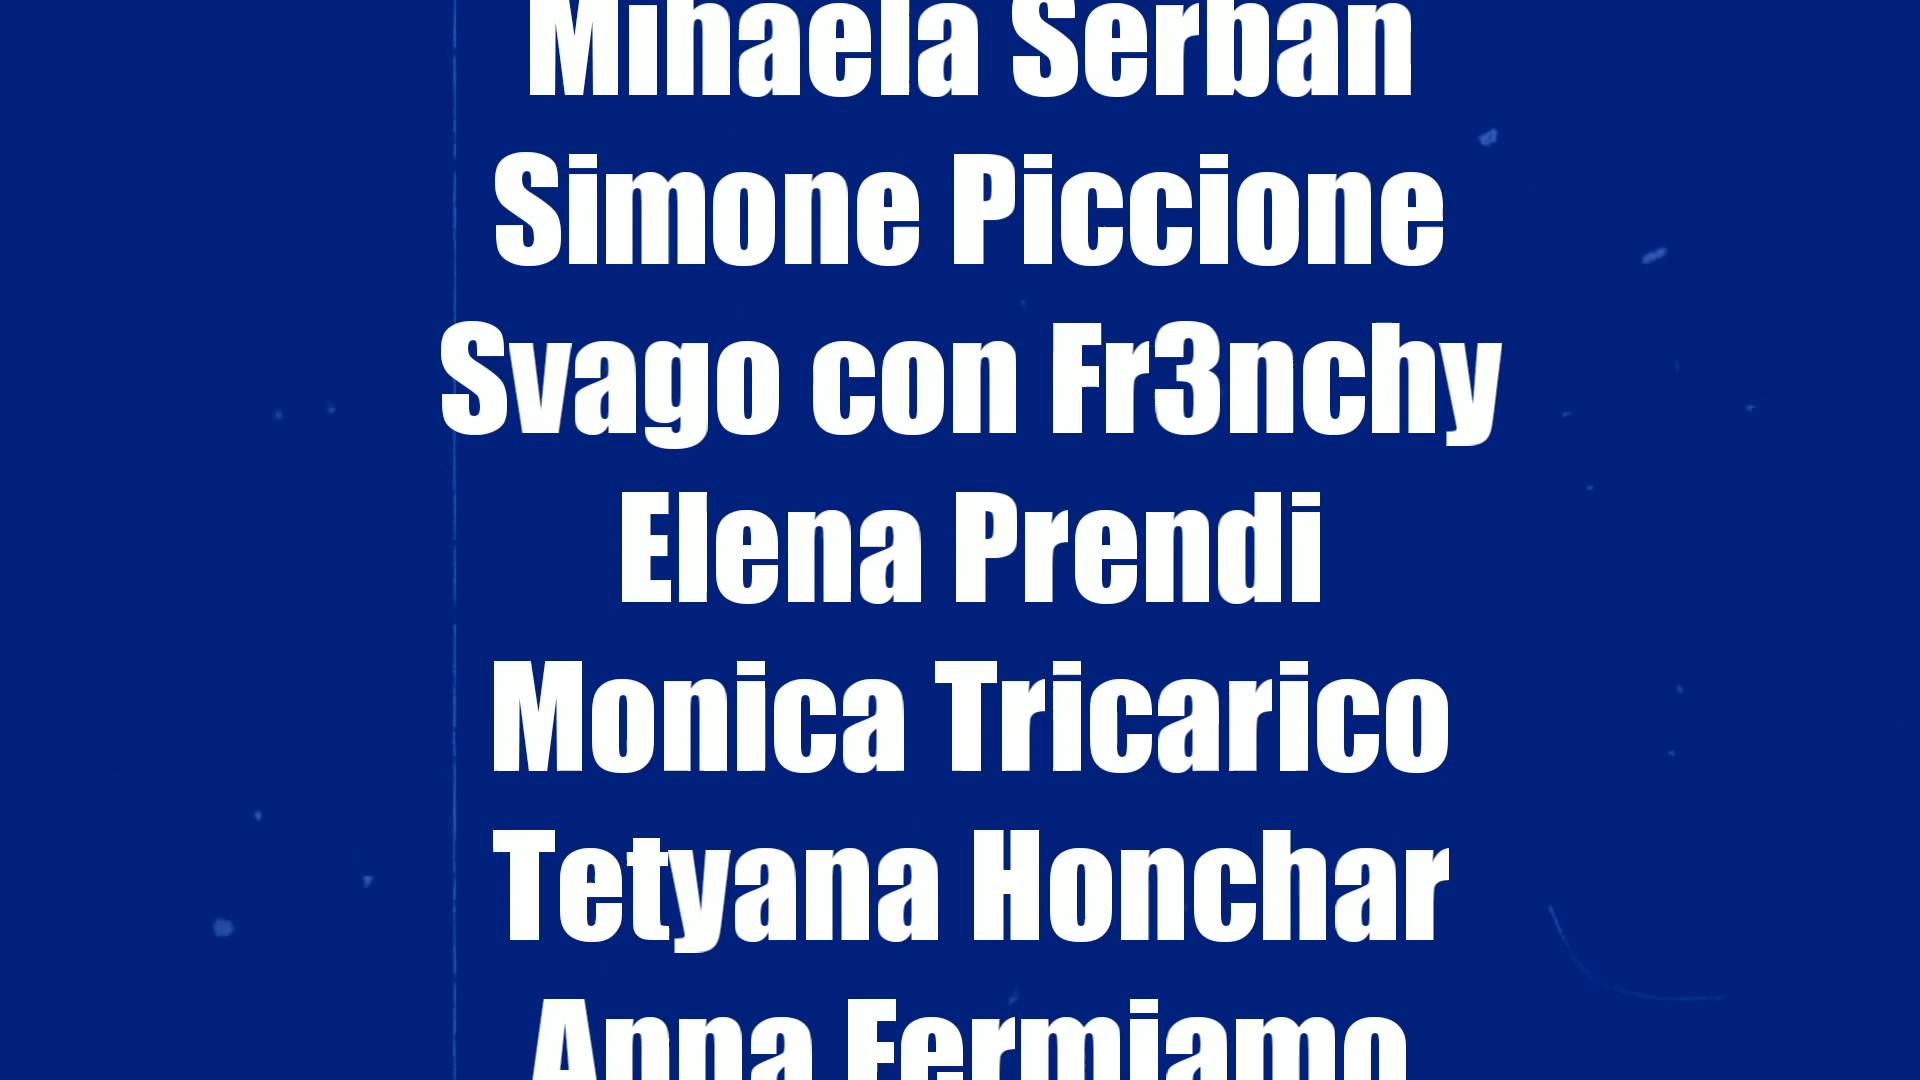 Mihaela Serban
Simone Piccione
Svago con Fr3nchy
Elena Prendi
Monica Tricarico
Tetyana Honchar
Anna Fermiamo